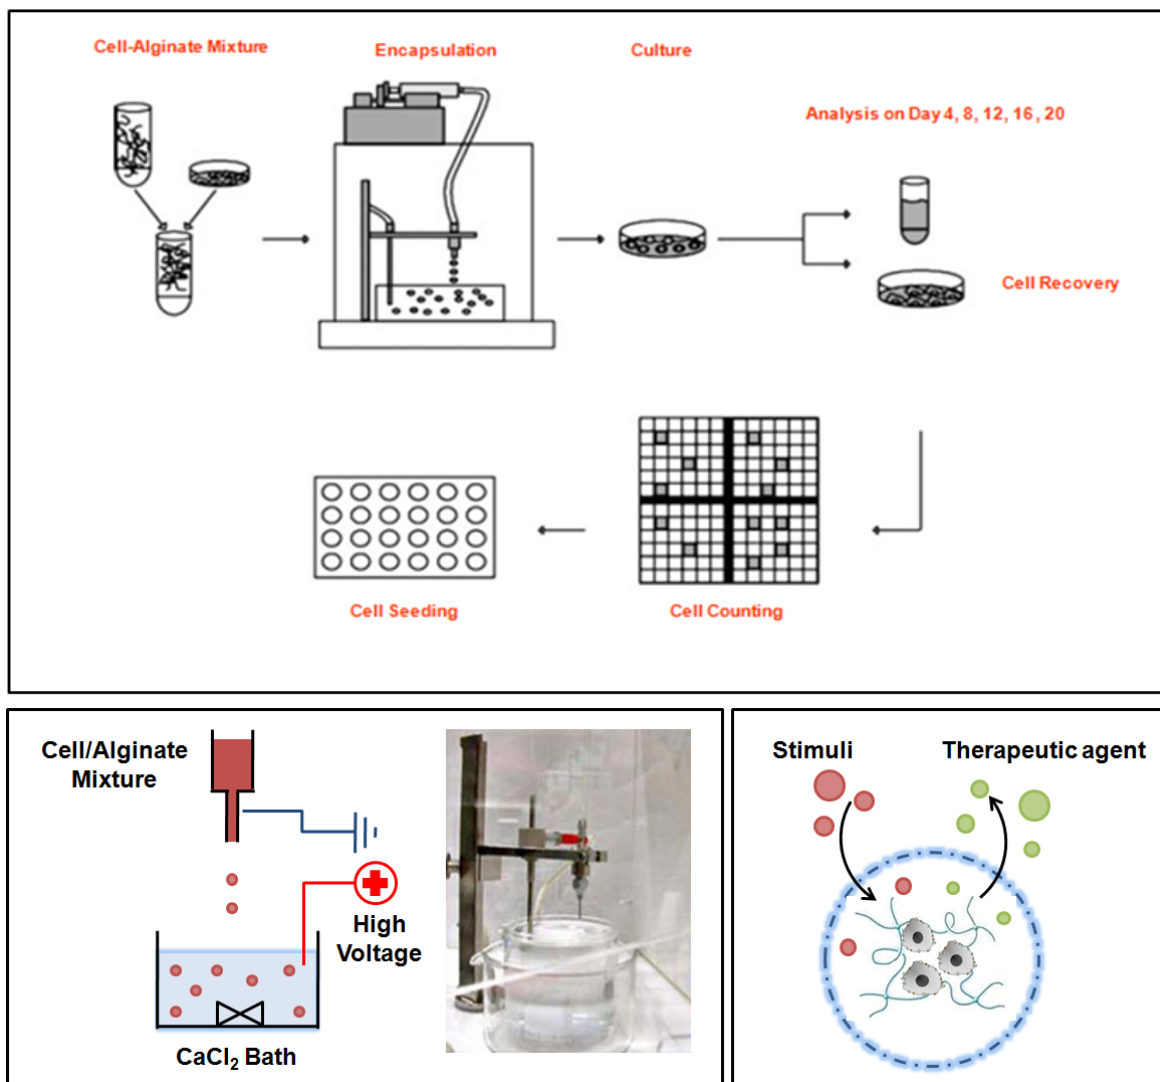 Cell-Alginate Mixture
Encapsulation
Culture
Analysis on Day 4, 8, 12, 16, 20
Cell Recovery
Cell Seeding
Cell Counting
Cell/Alginate
Mixture
High
Voltage
CaCl₂ Bath
Stimuli
Therapeutic agent